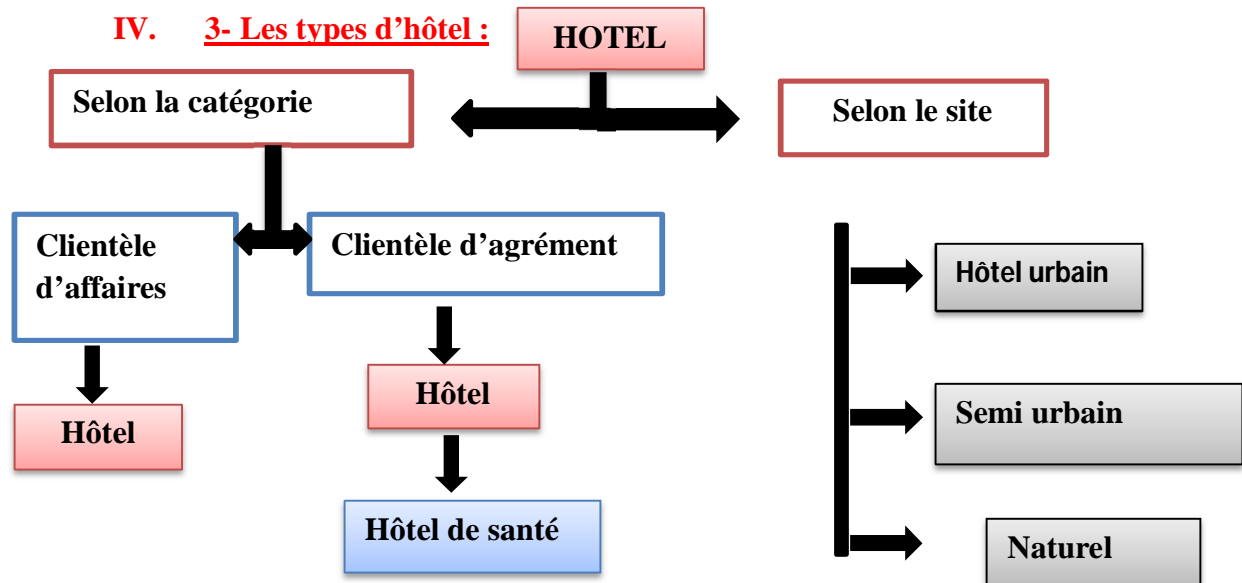 IV. 3- Les types d’hôtel :
HOTEL
Selon la catégorie
Selon le site
Clientèle
d’affaires
Clientèle d’agrément
Hôtel urbain
Hôtel
Hôtel
Semi urbain
Hôtel de santé
Naturel